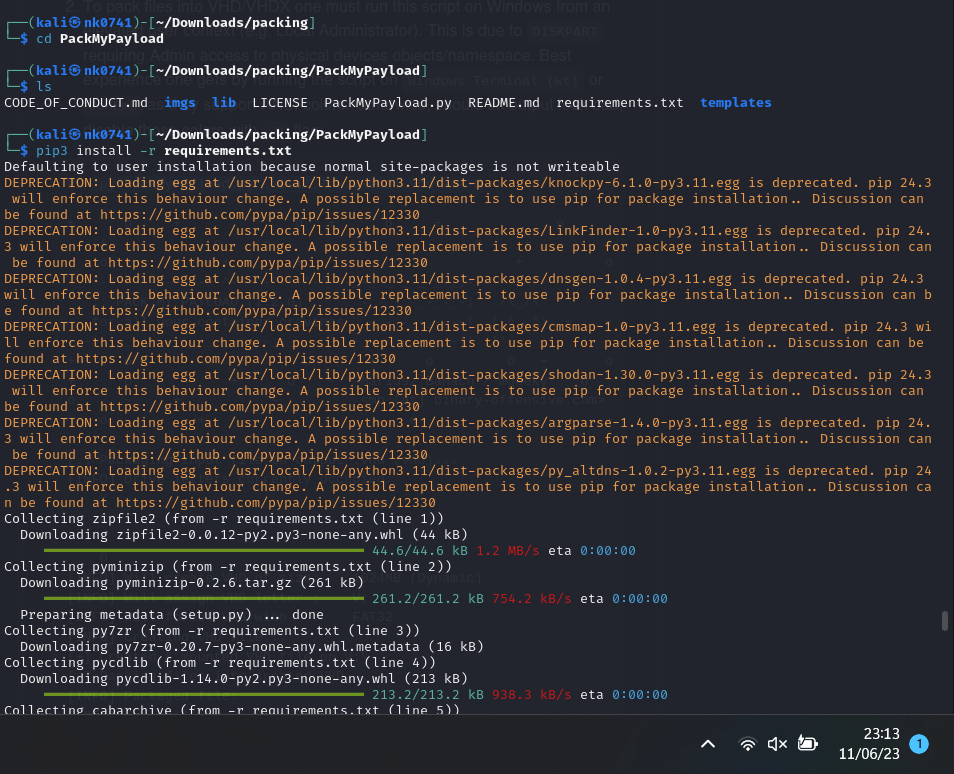 2. To pack files into VHD/VHDX one must run this script on Windows from an
┌──(kali㉿nk0741)-[~/Downloads/packing]
└─$ cd PackMyPayload
requiring Admin access to physical devices objects/namespace. Best
┌──(kali㉿nk0741)-[~/Downloads/packing/PackMyPayload]
└─$ ls
CODE_OF_CONDUCT.md imgs lib LICENSE PackMyPayload.py README.md requirements.txt templates
┌──(kali㉿nk0741)-[~/Downloads/packing/PackMyPayload]
└─$ pip3 install -r requirements.txt
Defaulting to user installation because normal site-packages is not writeable
DEPRECATION: Loading egg at /usr/local/lib/python3.11/dist-packages/knockpy-6.1.0-py3.11.egg is deprecated. pip 24.3
will enforce this behaviour change. A possible replacement is to use pip for package installation.. Discussion can
be found at https://github.com/pypa/pip/issues/12330
DEPRECATION: Loading egg at /usr/local/lib/python3.11/dist-packages/LinkFinder-1.0-py3.11.egg is deprecated. pip 24.
3 will enforce this behaviour change. A possible replacement is to use pip for package installation.. Discussion can
be found at https://github.com/pypa/pip/issues/12330
DEPRECATION: Loading egg at /usr/local/lib/python3.11/dist-packages/dnsgen-1.0.4-py3.11.egg is deprecated. pip 24.3
will enforce this behaviour change. A possible replacement is to use pip for package installation.. Discussion can b
e found at https://github.com/pypa/pip/issues/12330
DEPRECATION: Loading egg at /usr/local/lib/python3.11/dist-packages/cmsmap-1.0-py3.11.egg is deprecated. pip 24.3 wi
ll enforce this behaviour change. A possible replacement is to use pip for package installation.. Discussion can be
found at https://github.com/pypa/pip/issues/12330
DEPRECATION: Loading egg at /usr/local/lib/python3.11/dist-packages/shodan-1.30.0-py3.11.egg is deprecated. pip 24.3
will enforce this behaviour change. A possible replacement is to use pip for package installation.. Discussion can
be found at https://github.com/pypa/pip/issues/12330
DEPRECATION: Loading egg at /usr/local/lib/python3.11/dist-packages/argparse-1.4.0-py3.11.egg is deprecated. pip 24.
3 will enforce this behaviour change. A possible replacement is to use pip for package installation.. Discussion can
be found at https://github.com/pypa/pip/issues/12330
DEPRECATION: Loading egg at /usr/local/lib/python3.11/dist-packages/py_altdns-1.0.2-py3.11.egg is deprecated. pip 24
.3 will enforce this behaviour change. A possible replacement is to use pip for package installation.. Discussion ca
n be found at https://github.com/pypa/pip/issues/12330
Collecting zipfile2 (from -r requirements.txt (line 1))
Downloading zipfile2-0.0.12-py2.py3-none-any.whl (44 kB)
44.6/44.6 kB 1.2 MB/s eta 0:00:00
Collecting pyminizip (from -r requirements.txt (line 2))
Downloading pyminizip-0.2.6.tar.gz (261 kB)
261.2/261.2 kB 754.2 kB/s eta 0:00:00
Preparing metadata (setup.py) ... done
Collecting py7zr (from -r requirements.txt (line 3))
Downloading py7zr-0.20.7-py3-none-any.whl.metadata (16 kB)
Collecting pycdlib (from -r requirements.txt (line 4))
Downloading pycdlib-1.14.0-py2.py3-none-any.whl (213 kB)
213.2/213.2 kB 938.3 kB/s eta 0:00:00
Collecting cabarchive (from -r requirements.txt (line 5))
23:13
11/06/23
1